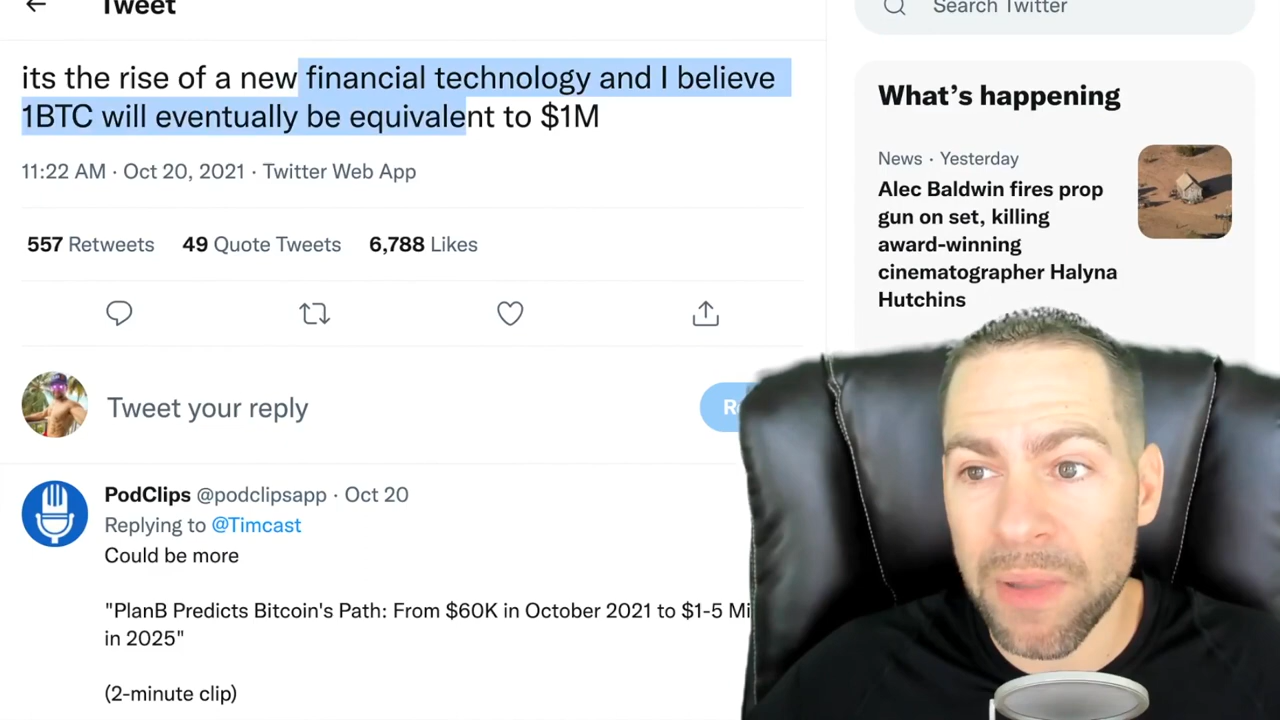 Tweet
its the rise of a new financial technology and I believe
1BTC will eventually be equivalent to $1M
11:22 AM · Oct 20, 2021 · Twitter Web App
557 Retweets 49 Quote Tweets 6,788 Likes
Tweet your reply
PodClips @podclipsapp · Oct 20
Replying to @Timcast
Could be more
"PlanB Predicts Bitcoin's Path: From $60K in October 2021 to $1-5 
in 2025"
(2-minute clip)
Search Twitter
What's happening
News · Yesterday
Alec Baldwin fires prop
gun on set, killing
award-winning
cinematographer Halyna
Hutchins